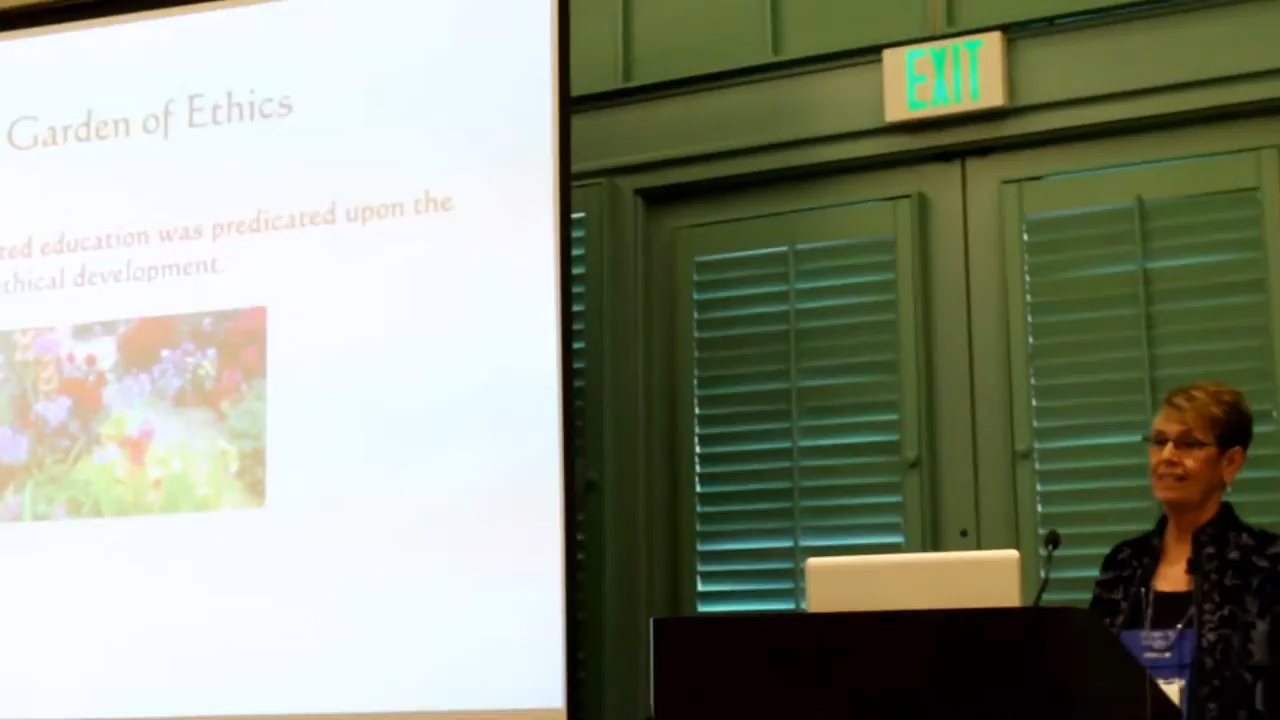 Garden of Ethics
ted education was predicated upon the
thical development.
EXIT